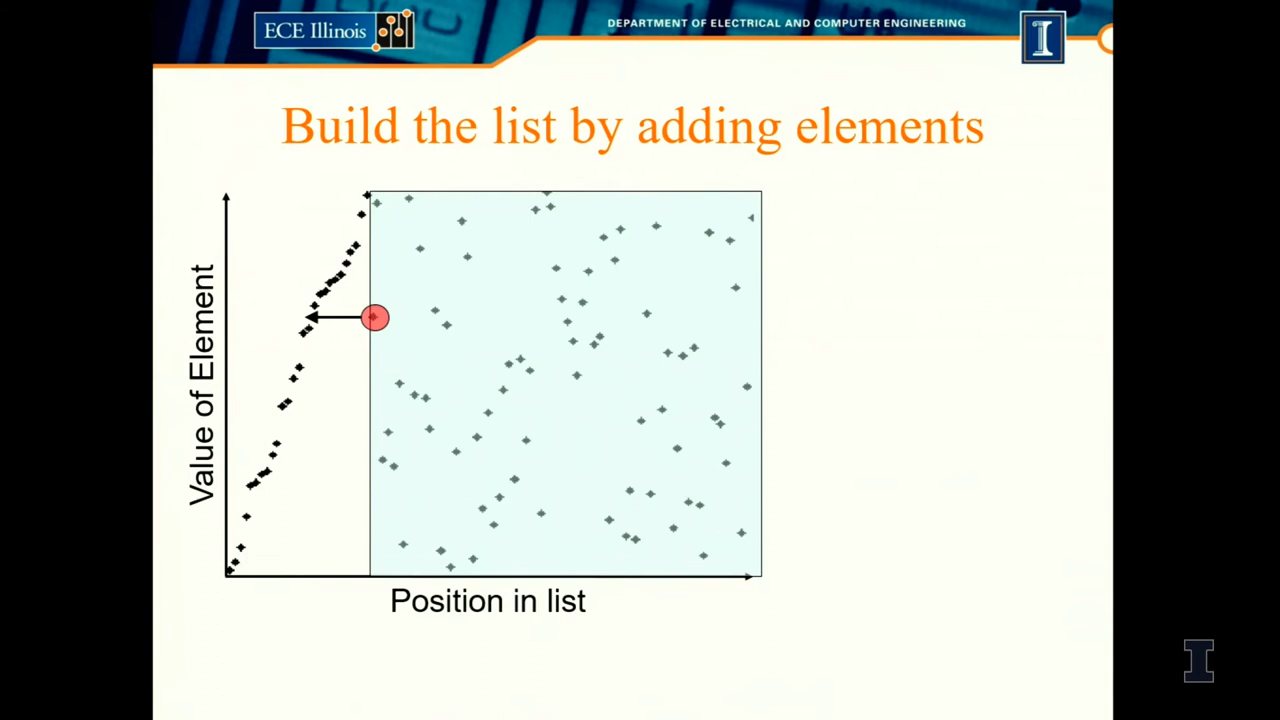 ECE Illinois
DEPARTMENT OF ELECTRICAL AND COMPUTER ENGINEERING
I
Build the list by adding elements
Value of Element
Position in list
I